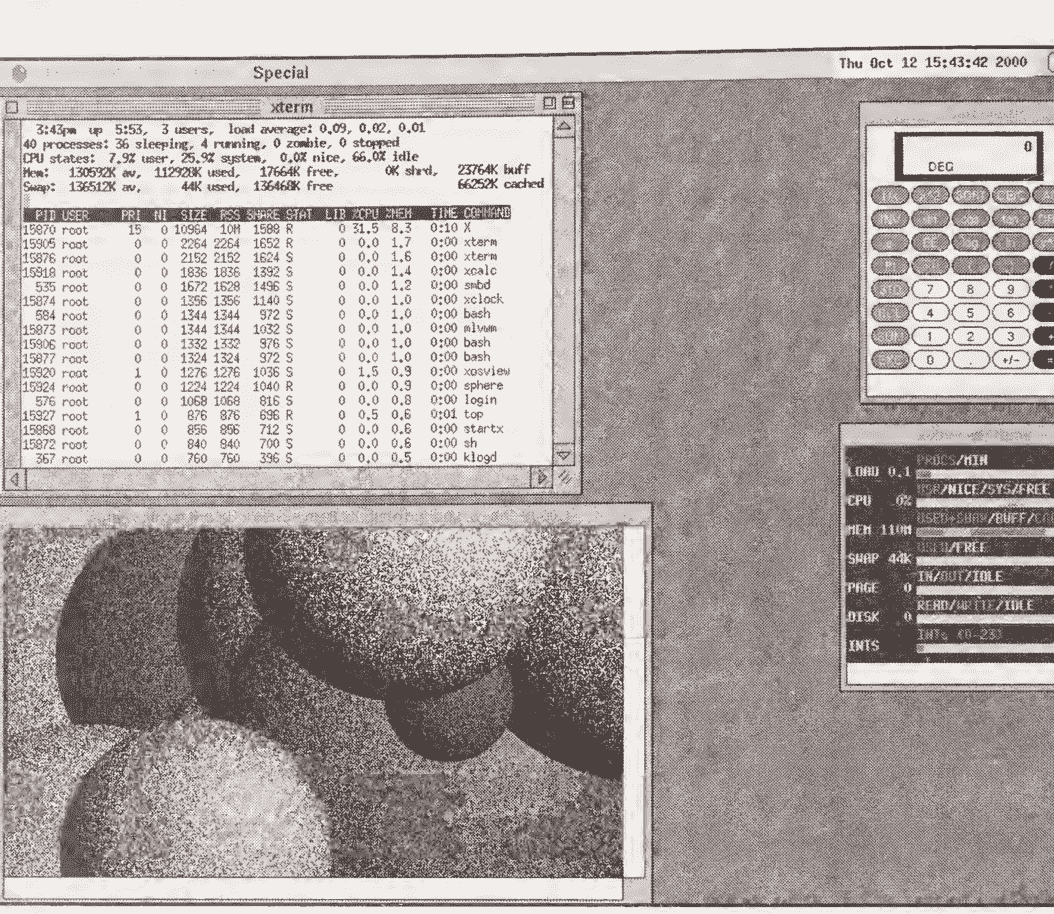 Special
Thu Oct 12 15:43:42 2000
xterm
3:43pm up 5:53, 3 users, load average: 0.09, 0.02, 0.01
40 processes: 36 sleeping, 4 running, 0 zombie, 0 stopped
CPU states: 7.9% user, 25.9% system, 0.0% nice, 66.0% idle
Mem: 130592K av, 112928K used, 17664K free, 0K shrd, 23764K buff
Swap: 136512K av, 44K used, 136468K free 66252K cached
PID USER PRI NI SIZE RSS SHARE STAT LIB %CPU %MEM TIME COMMAND
15870 root 15 0 10964 10M 1588 R 0 31.5 8.3 0:10 X
15905 root 0 0 2264 2264 1652 R 0 0.0 1.7 0:00 xterm
15876 root 0 0 2152 2152 1624 S 0 0.0 1.6 0:00 xterm
15918 root 0 0 1836 1836 1392 S 0 0.0 1.4 0:00 xcalc
535 root 0 0 1672 1628 1496 S 0 0.0 1.2 0:00 smbd
15874 root 0 0 1356 1356 1140 S 0 0.0 1.0 0:00 xclock
584 root 0 0 1344 1344 972 S 0 0.0 1.0 0:00 bash
15873 root 0 0 1344 1344 1032 S 0 0.0 1.0 0:00 mlvwm
15906 root 0 0 1332 1332 976 S 0 0.0 1.0 0:00 bash
15877 root 0 0 1324 1324 972 S 0 0.0 1.0 0:00 bash
15920 root 1 0 1276 1276 1036 S 0 1.5 0.9 0:00 xosview
15924 root 0 0 1224 1224 1040 R 0 0.0 0.9 0:00 sphere
576 root 0 0 1068 1068 816 S 0 0.0 0.8 0:00 login
15927 root 1 0 876 876 696 R 0 0.5 0.6 0:01 top
15868 root 0 0 856 856 712 S 0 0.0 0.6 0:00 startx
15872 root 0 0 840 840 700 S 0 0.0 0.6 0:00 sh
367 root 0 0 760 760 396 S 0 0.0 0.5 0:00 klogd
0
DEG
7 8 9
4 5 6
1 2 3
0 . +/-
PROCS/MIN
LOAD 0.1
USR/NICE/SYS/FREE
CPU 0%
USED+SHAR/BUFF/
MEM 110M
USED/FREE
SWAP 44K
IN/OUT/IDLE
PAGE 0
READ/WRITE/IDLE
DISK 0
INTs (0-23)
INTS